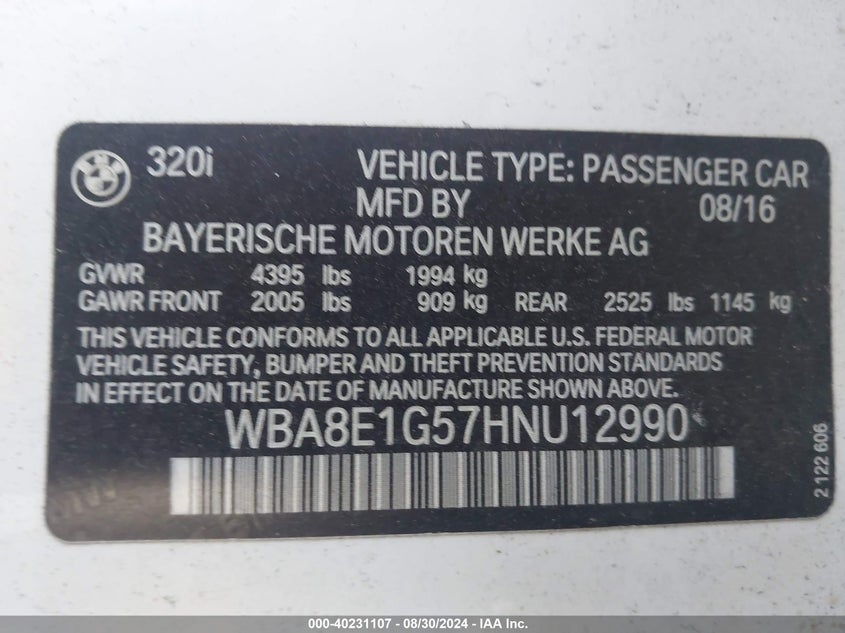 320i VEHICLE TYPE: PASSENGER CAR
MFD BY 08/16
BAYERISCHE MOTOREN WERKE AG
GVWR 4395 lbs 1994 kg
GAWR FRONT 2005 lbs 909 kg REAR 2525 lbs 1145 kg
THIS VEHICLE CONFORMS TO ALL APPLICABLE U.S. FEDERAL MOTOR
VEHICLE SAFETY, BUMPER AND THEFT PREVENTION STANDARDS
IN EFFECT ON THE DATE OF MANUFACTURE SHOWN ABOVE.
WBA8E1G57HNU12990
2 122 606
000-40231107 - 08/30/2024 - IAA, Inc.